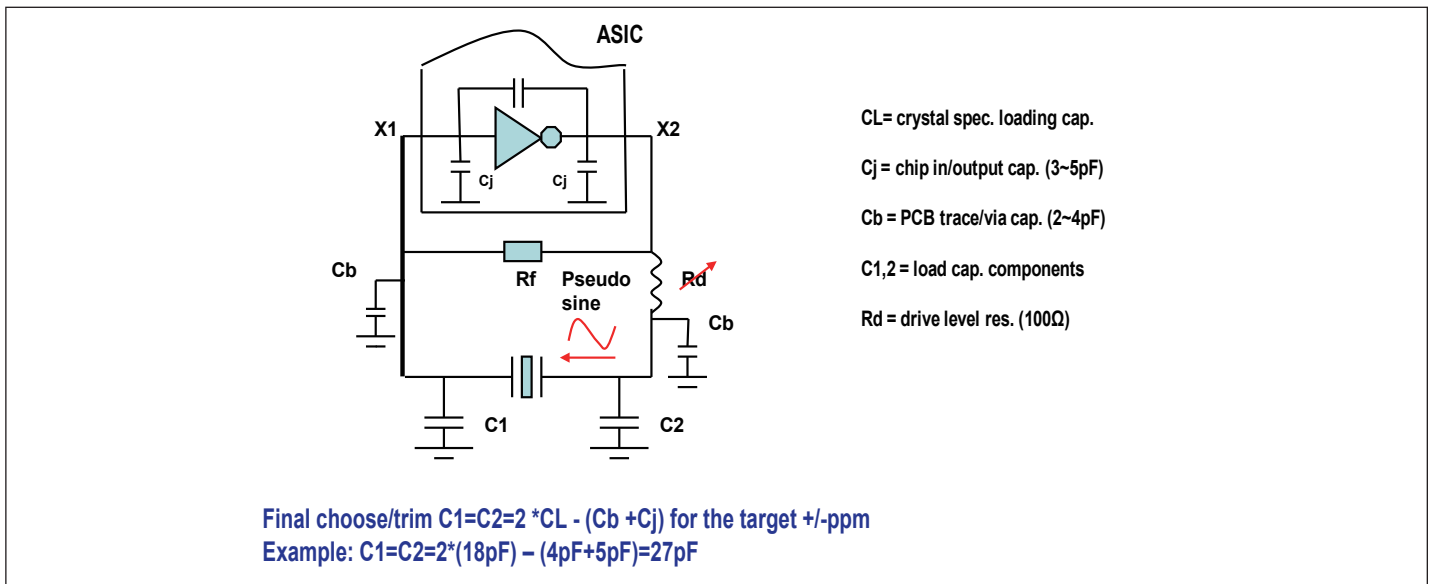 ASIC
X1
X2
Cj
Cj
Cb
Rf
Pseudo
sine
Rd
Cb
C1
C2
CL= crystal spec. loading cap.
Cj = chip in/output cap. (3~5pF)
Cb = PCB trace/via cap. (2~4pF)
C1,2 = load cap. components
Rd = drive level res. (100Ω)
Final choose/trim C1=C2=2 *CL - (Cb +Cj) for the target +/-ppm
Example: C1=C2=2*(18pF) – (4pF+5pF)=27pF